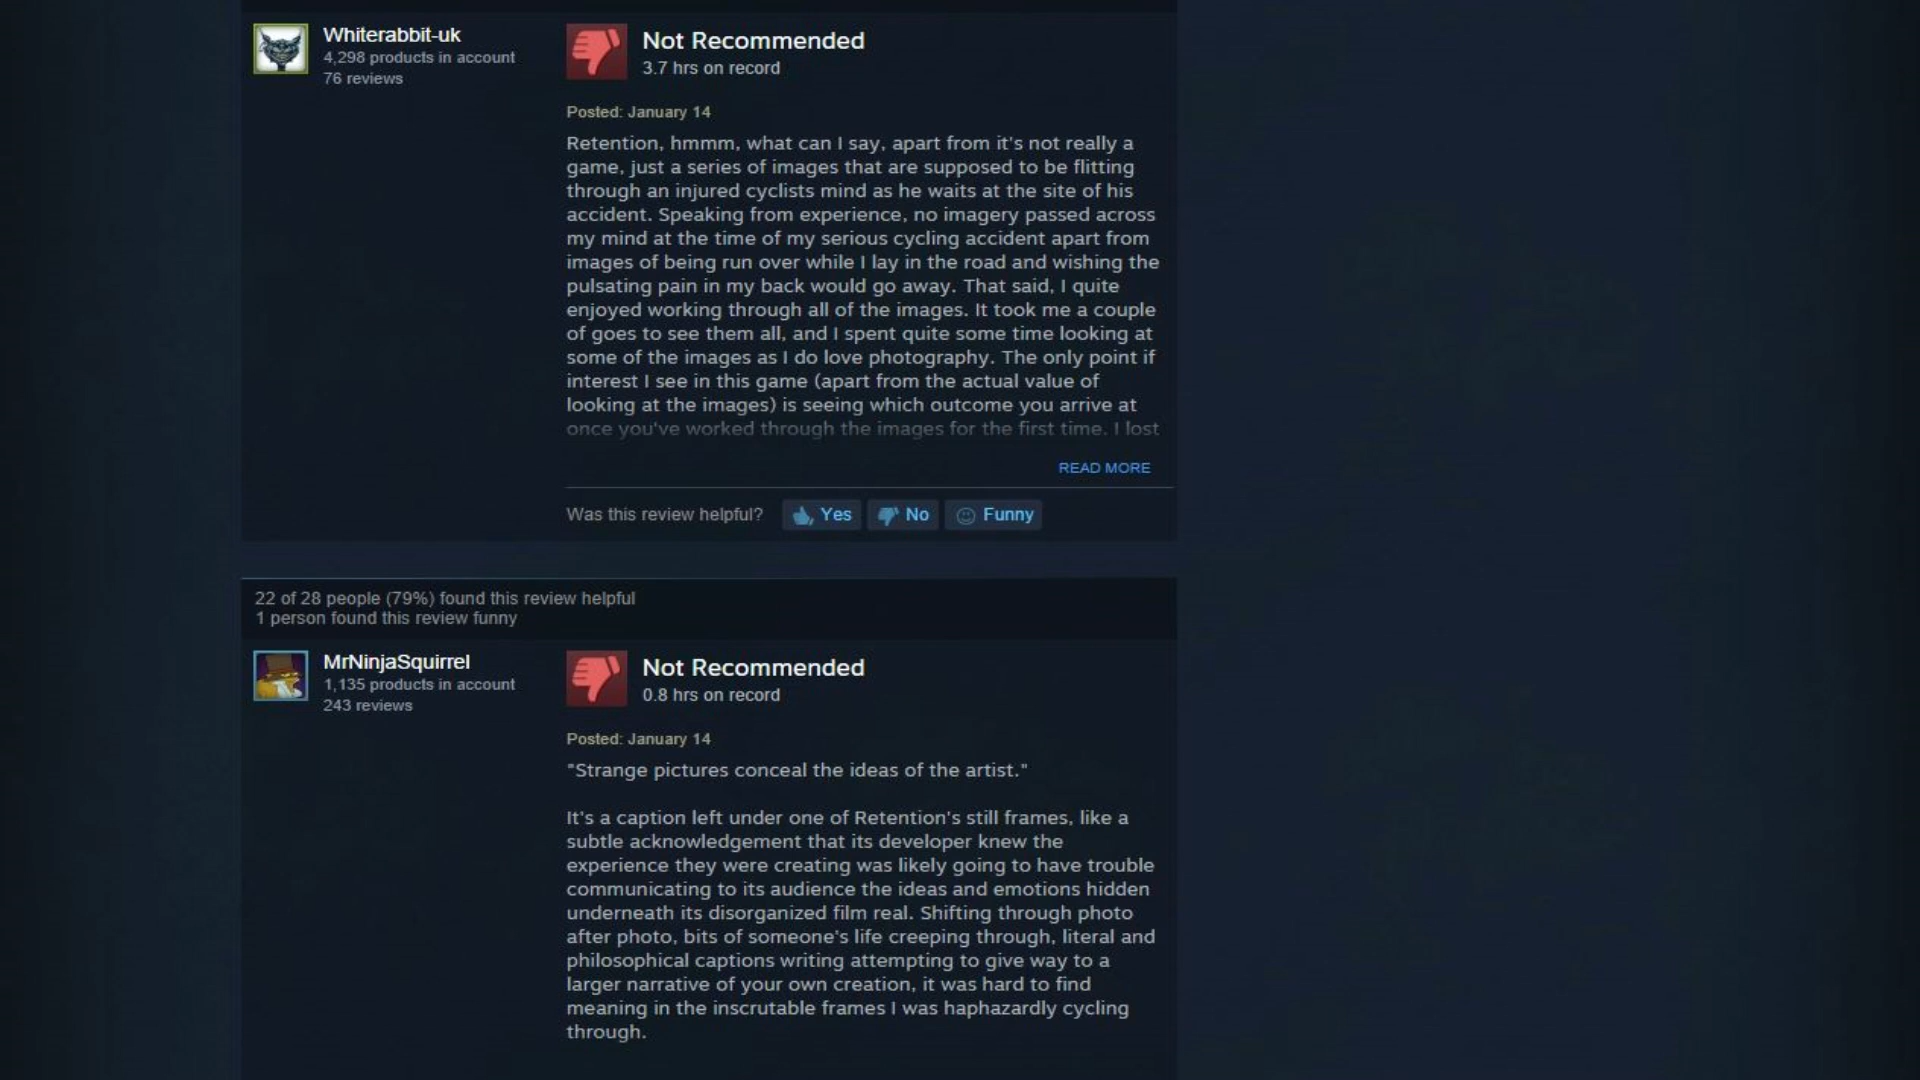 Whiterabbit-uk
4,298 products in account
76 reviews
Not Recommended
3.7 hrs on record
Posted: January 14
Retention, hmmm, what can I say, apart from it's not really a
game, just a series of images that are supposed to be flitting
through an injured cyclists mind as he waits at the site of his
accident. Speaking from experience, no imagery passed across
my mind at the time of my serious cycling accident apart from
images of being run over while I lay in the road and wishing the
pulsating pain in my back would go away. That said, I quite
enjoyed working through all of the images. It took me a couple
of goes to see them all, and I spent quite some time looking at
some of the images as I do love photography. The only point if
interest I see in this game (apart from the actual value of
looking at the images) is seeing which outcome you arrive at
once you've worked through the images for the first time. I lost
READ MORE
Was this review helpful? Yes No Funny
22 of 28 people (79%) found this review helpful
1 person found this review funny
MrNinjaSquirrel
1,135 products in account
243 reviews
Not Recommended
0.8 hrs on record
Posted: January 14
"Strange pictures conceal the ideas of the artist."
It's a caption left under one of Retention's still frames, like a
subtle acknowledgement that its developer knew the
experience they were creating was likely going to have trouble
communicating to its audience the ideas and emotions hidden
underneath its disorganized film real. Shifting through photo
after photo, bits of someone's life creeping through, literal and
philosophical captions writing attempting to give way to a
larger narrative of your own creation, it was hard to find
meaning in the inscrutable frames I was haphazardly cycling
through.